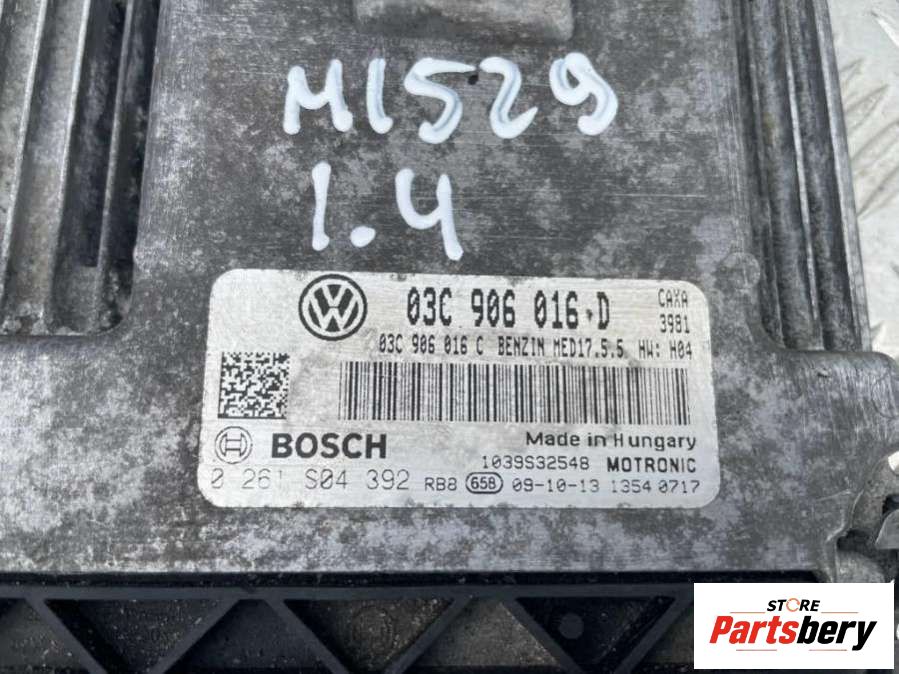 M1529
1.4
03C 906 016 D CAXA
3981
03C 906 016 C BENZIN MED17.5.5 HW: H04
BOSCH Made in Hungary
1039S32548 MOTRONIC
0 261 S04 392 RB8 658 09-10-13 1354 0717
STORE
Partsbery